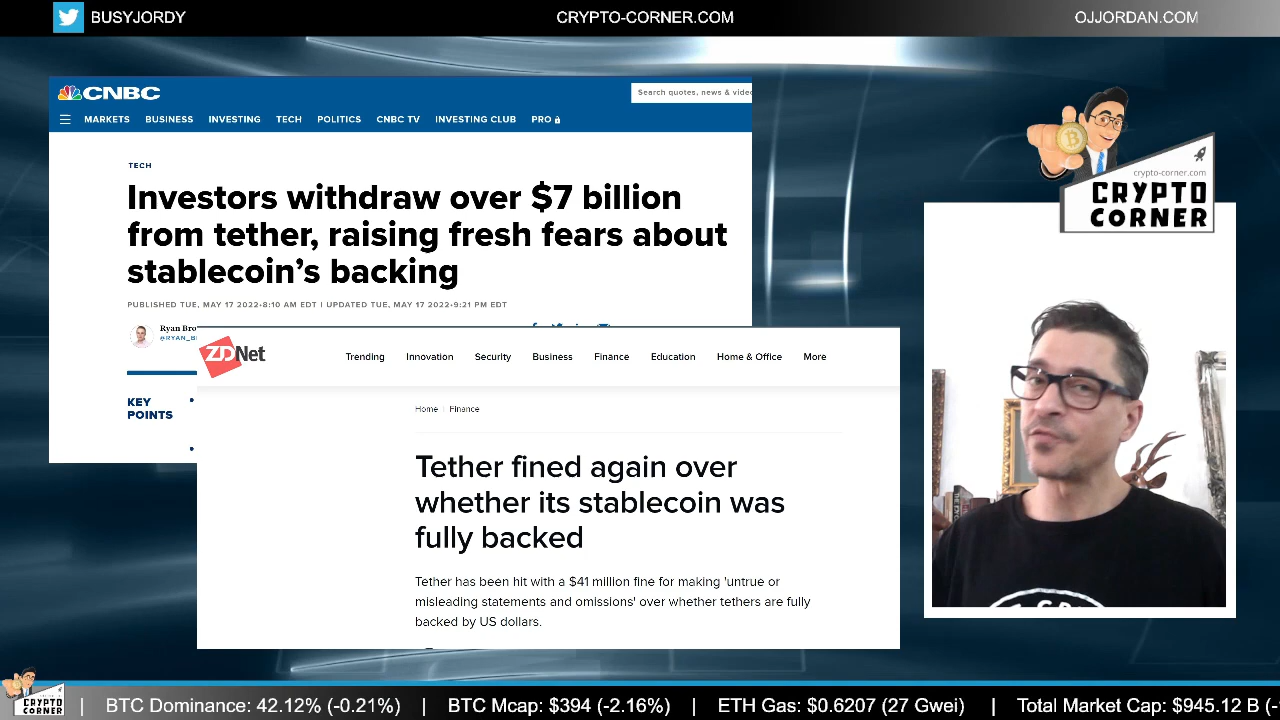 BUSYJORDY
CRYPTO-CORNER.COM
OJJORDAN.COM
CNBC
Search quotes, news &
MARKETS BUSINESS INVESTING TECH POLITICS CNBC TV INVESTING CLUB PRO
TECH
Investors withdraw over $7 billion
from tether, raising fresh fears about
stablecoin's backing
PUBLISHED TUE, MAY 17 2022•8:10 AM EDT | UPDATED TUE, MAY 17 2022•9:21 PM EDT
Ryan
KEY
POINTS
ZDNet
Trending Innovation Security Business Finance Education Home & Office More
Home Finance
Tether fined again over
whether its stablecoin was
fully backed
Tether has been hit with a $41 million fine for making 'untrue or
misleading statements and omissions' over whether tethers are fully
backed by US dollars.
crypto-corner.com
CRYPTO
CORNER
CRYPTO
CORNER
| BTC Dominance: 42.12% (-0.21%) | BTC Mcap: $394 (-2.16%) | ETH Gas: $0.6207 (27 Gwei) | Total Market Cap: $945.12 B (-